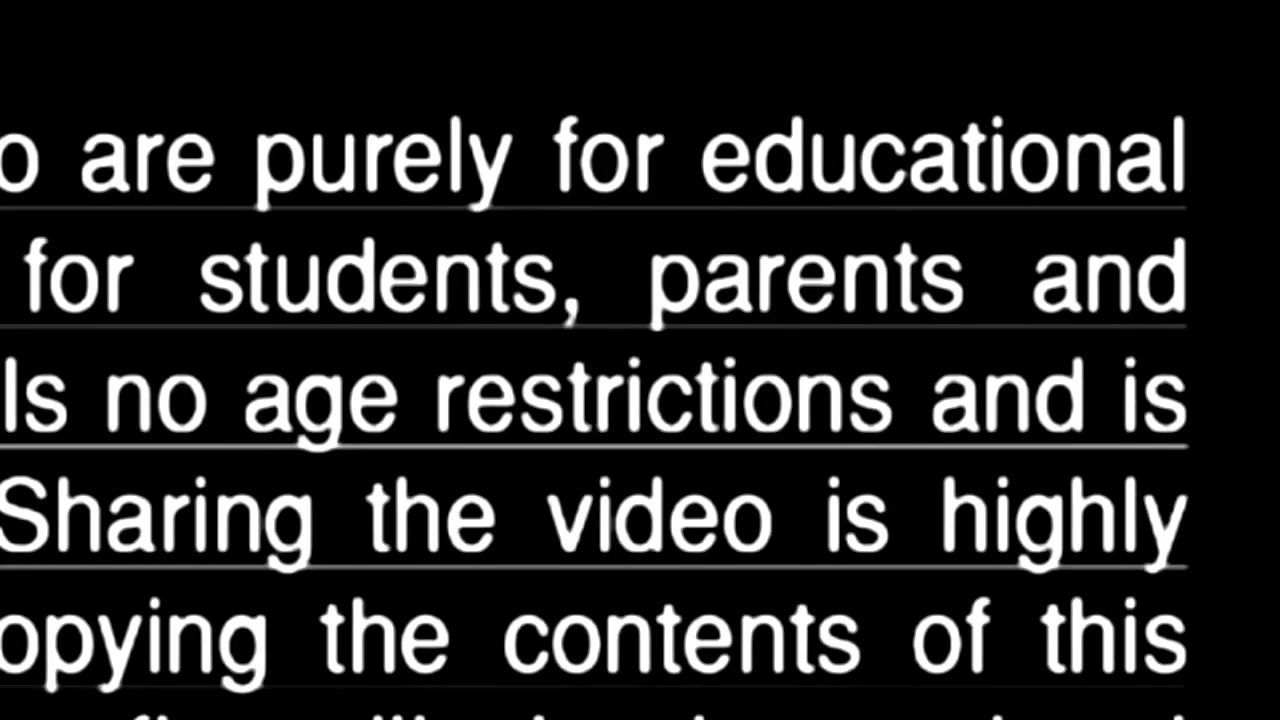 o are purely for educational
for students, parents and
ls no age restrictions and is
Sharing the video is highly
opying the contents of this